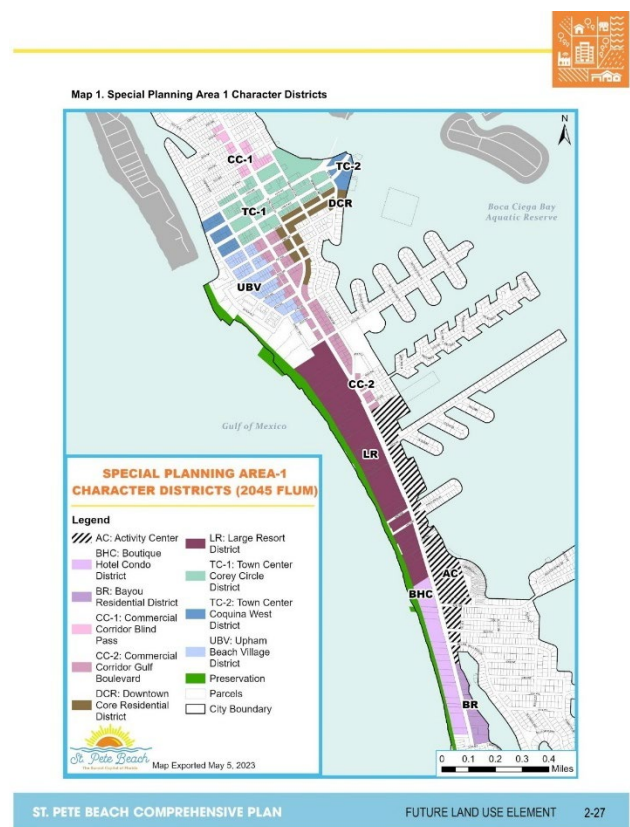 Map 1. Special Planning Area 1 Character Districts
N
CC-1
TC-2
TC-1
DCR
Boca Ciega Bay
Aquatic Reserve
UBV
CC-2
Gulf of Mexico
LR
AC
BHC
BR
SPECIAL PLANNING AREA-1
CHARACTER DISTRICTS (2045 FLUM)
Legend
AC: Activity Center
BHC: Boutique
Hotel Condo
District
BR: Bayou
Residential District
CC-1: Commercial
Corridor Blind
Pass
CC-2: Commercial
Corridor Gulf
Boulevard
DCR: Downtown
Core Residential
District
LR: Large Resort
District
TC-1: Town Center
Corey Circle
District
TC-2: Town Center
Coquina West
District
UBV: Upham
Beach Village
District
Preservation
Parcels
City Boundary
St. Pete Beach
Map Exported May 5, 2023
0 0.1 0.2 0.3 0.4
Miles
ST. PETE BEACH COMPREHENSIVE PLAN
FUTURE LAND USE ELEMENT 2-27